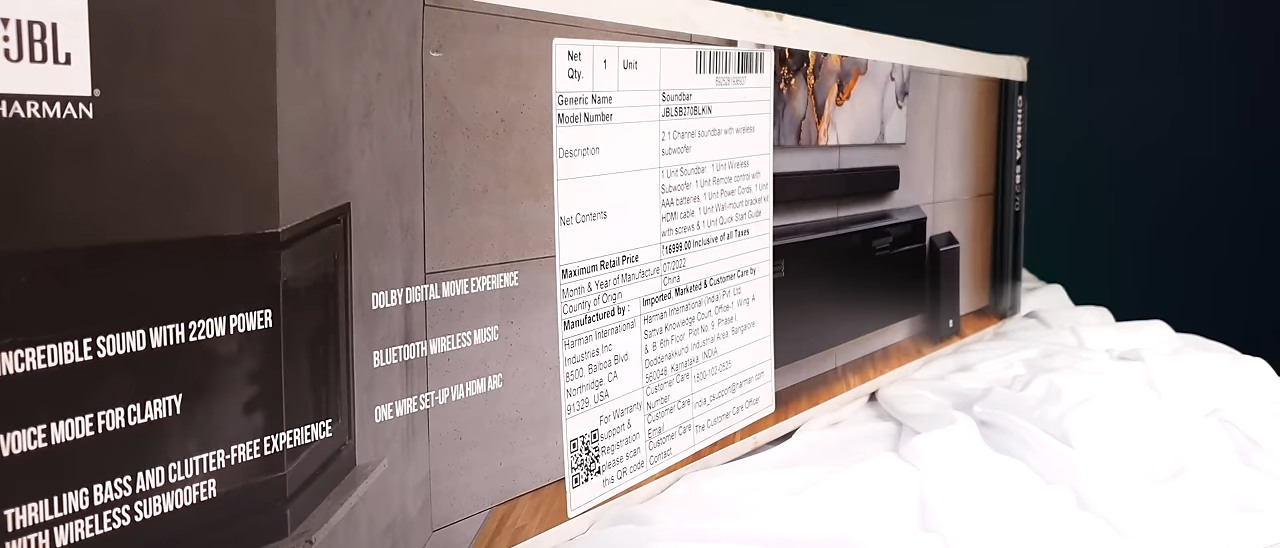 JBL
HARMAN
INCREDIBLE SOUND WITH 220W POWER
VOICE MODE FOR CLARITY
THRILLING BASS AND CLUTTER-FREE EXPERIENCE
WITH WIRELESS SUBWOOFER
DOLBY DIGITAL MOVIE EXPERIENCE
BLUETOOTH WIRELESS MUSIC
ONE WIRE SET-UP VIA HDMI ARC
Net Qty. 1 Unit
Generic Name Soundbar
Model Number JBLSB270BLKIN
Description 2.1 Channel soundbar with wireless
subwoofer
Net Contents 1 Unit Soundbar, 1 Unit Wireless
Subwoofer, 1 Unit Remote control with
AAA batteries, 1 Unit Power Cords, 1 Unit
HDMI cable, 1 Unit Wall-mount bracket kit
with screws & 1 Unit Quick Start Guide
Maximum Retail Price ₹16999.00 Inclusive of all Taxes
Month & Year of Manufacture 07/2022
Country of Origin China
Manufactured by :
Harman International
Industries,Inc
8500, Balboa Blvd
Northridge, CA
91329, USA
Imported, Marketed & Customer Care by :
Harman International (India) Pvt. Ltd
Sattva Knowledge Court, Office-1, Wing A
& B 6th Floor, Plot No. 9, Phase I,
Doddenakkundi Industrial Area, Bangalore
560048, Karnataka, INDIA
For Warranty
support &
Registration
please scan
this QR code
Customer Care
Number 1800-102-0525
Customer Care
Email india_csupport@harman.com
Customer Care
Contact The Customer Care Officer
CINEMA SB270